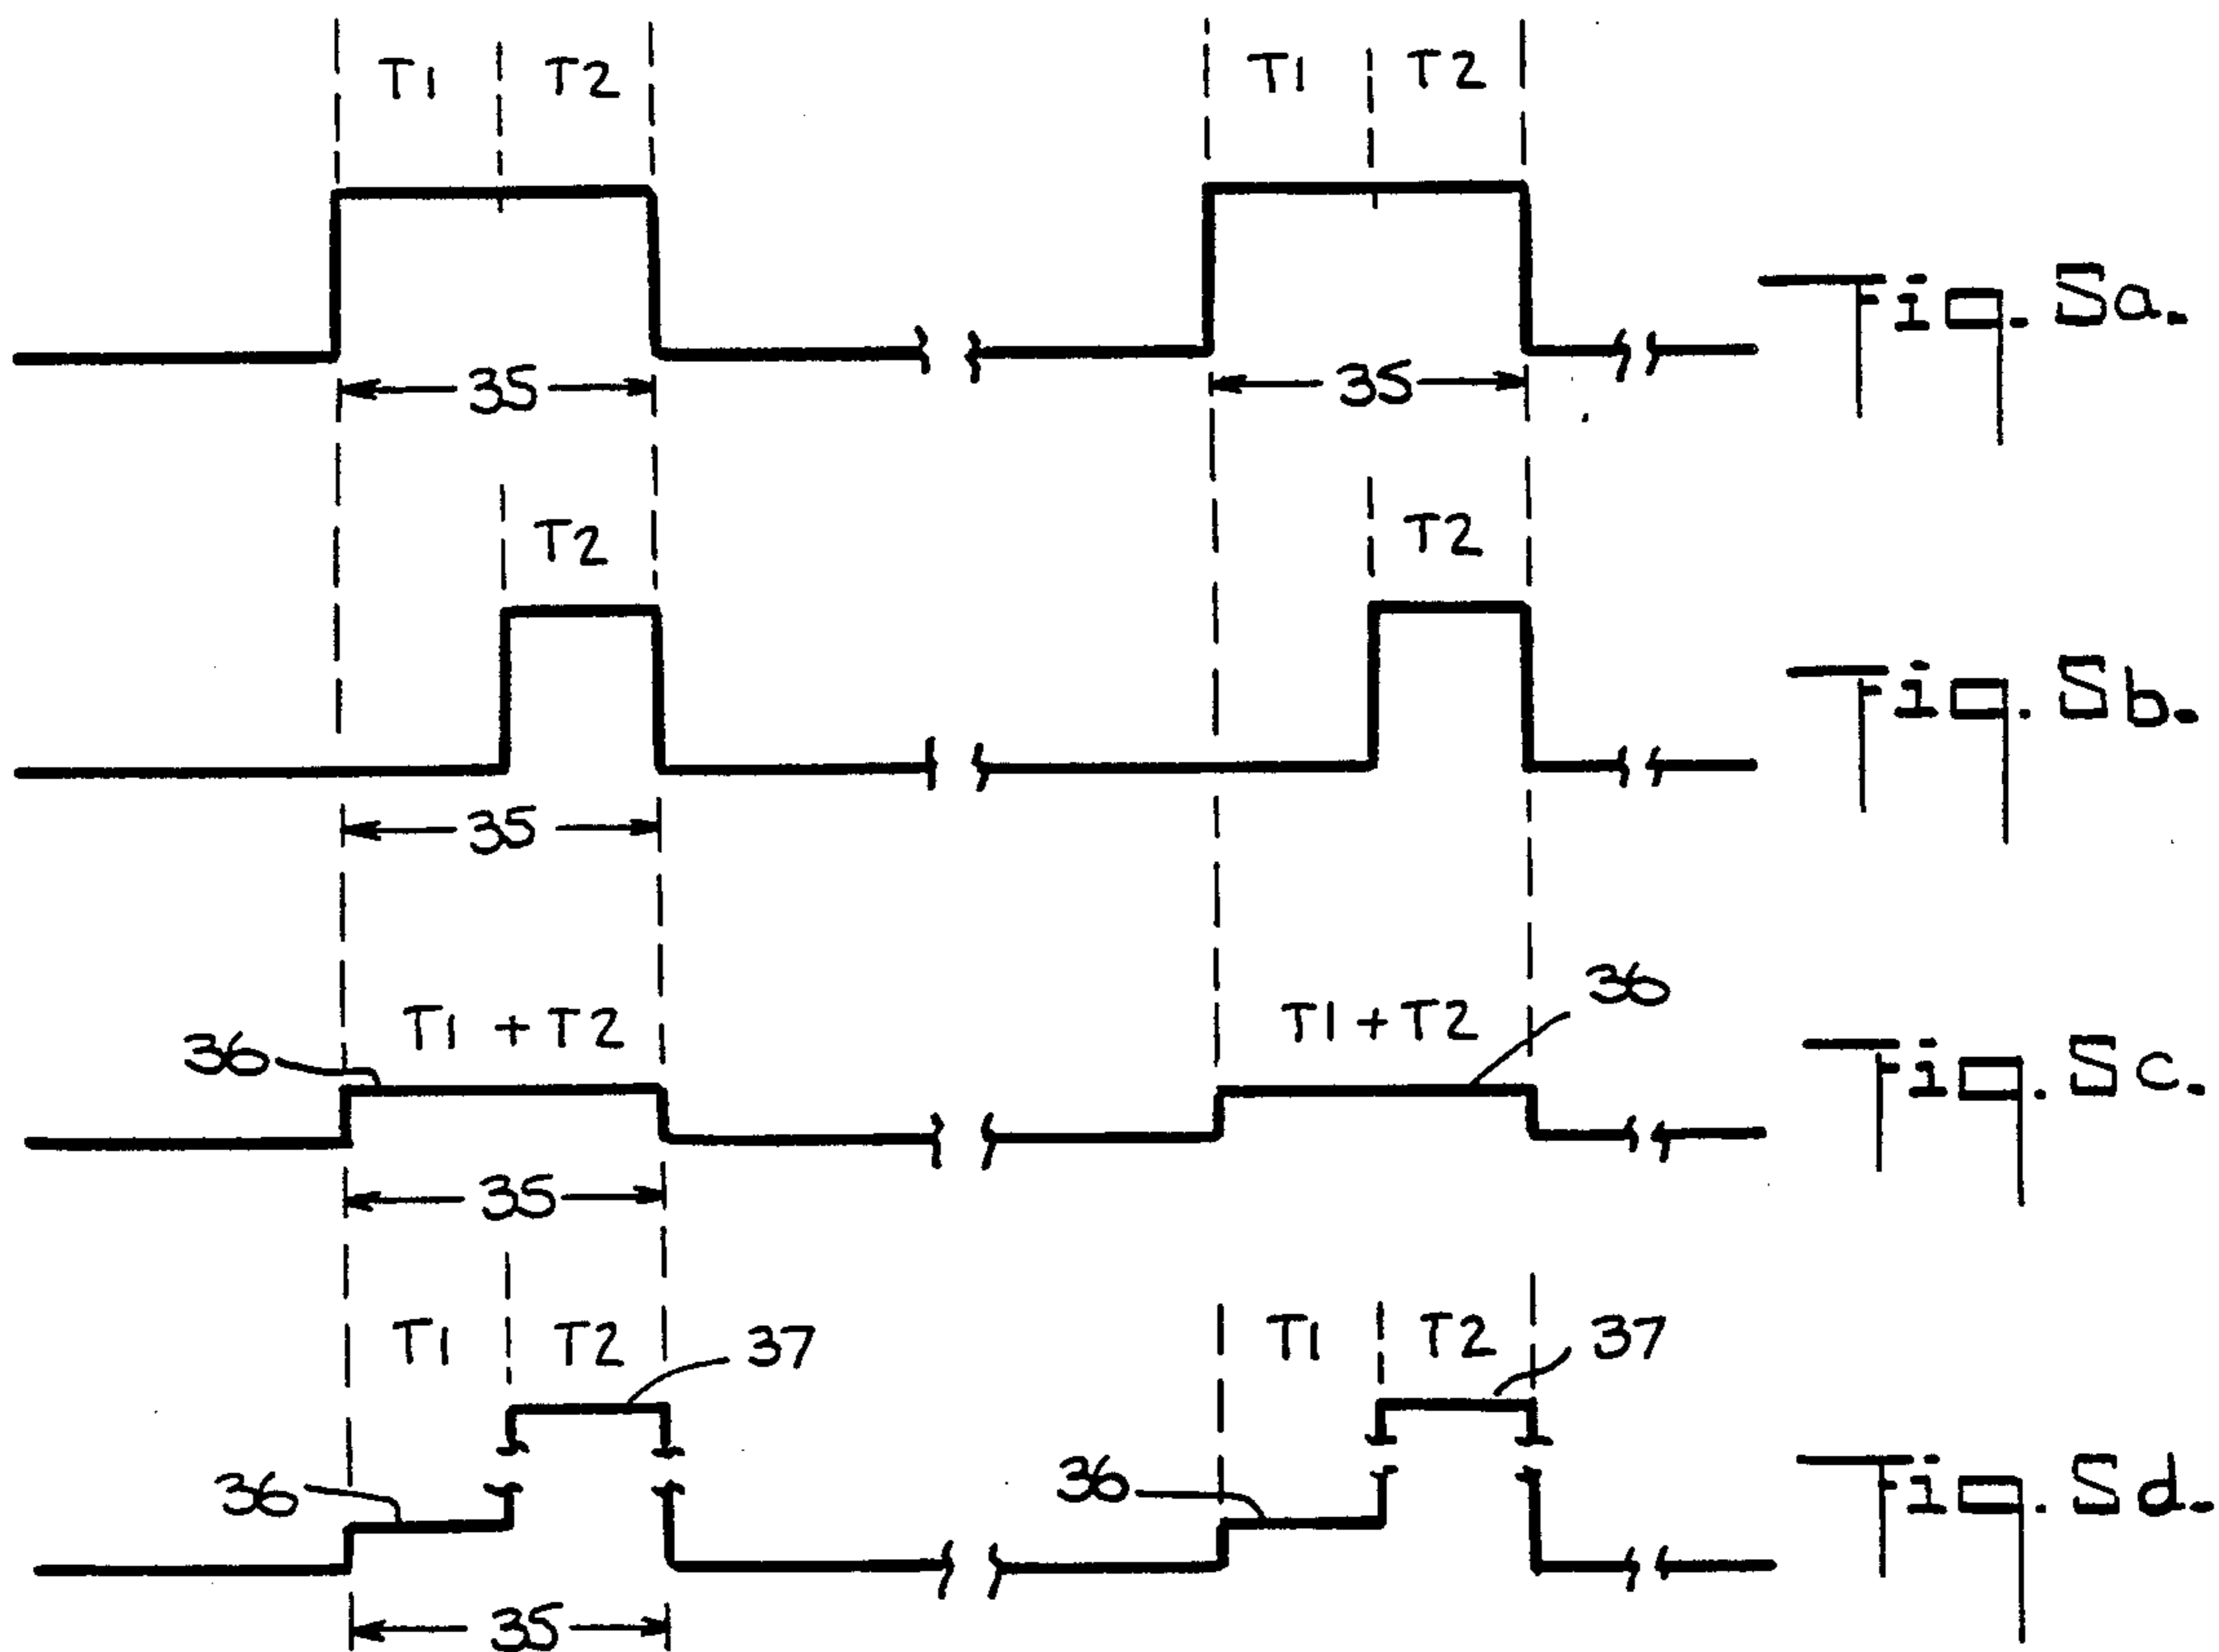 T1 T2 T1 T2
Fig. 5a.
35 35
T2 T2
Fig. 5b.
35
36 T1 + T2 T1 + T2 36
Fig. 5c.
35
T1 T2 37 T1 T2 37
36 36
Fig. 5d.
35